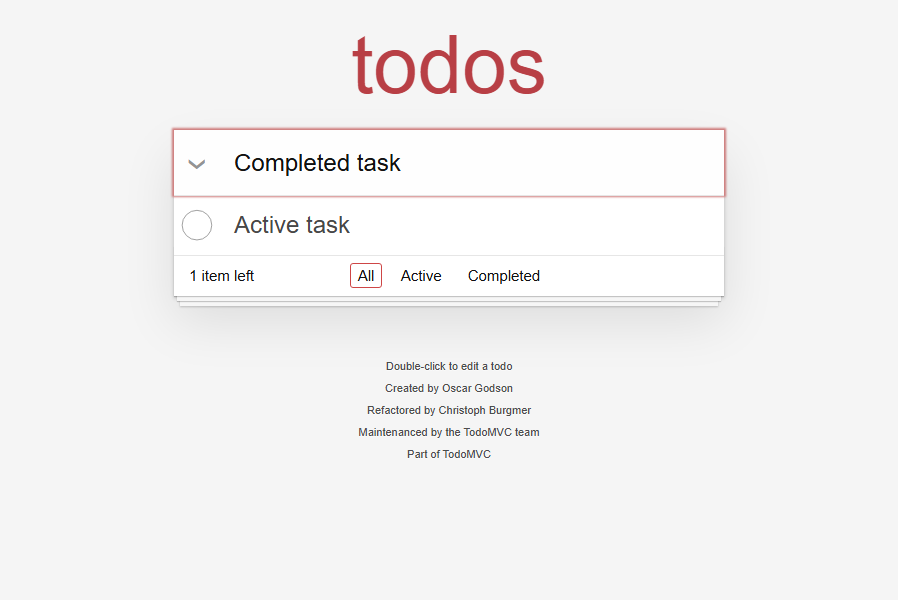 todos
Completed task
Active task
1 item left All Active Completed
Double-click to edit a todo
Created by Oscar Godson
Refactored by Christoph Burgmer
Maintenanced by the TodoMVC team
Part of TodoMVC